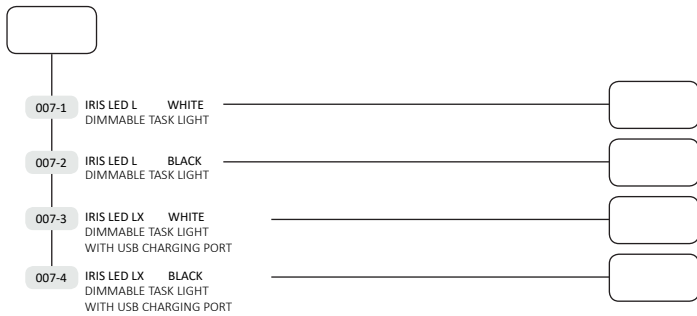 007-1 IRIS LED L WHITE
DIMMABLE TASK LIGHT
007-2 IRIS LED L BLACK
DIMMABLE TASK LIGHT
007-3 IRIS LED LX WHITE
DIMMABLE TASK LIGHT
WITH USB CHARGING PORT
007-4 IRIS LED LX BLACK
DIMMABLE TASK LIGHT
WITH USB CHARGING PORT